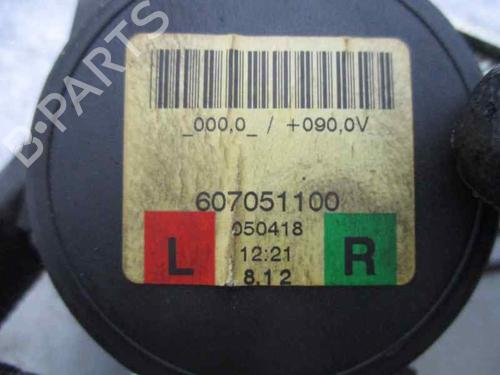 B-PARTS
_000,0_ / +090,0V
607051100
050418
L
R
12:21
8.12